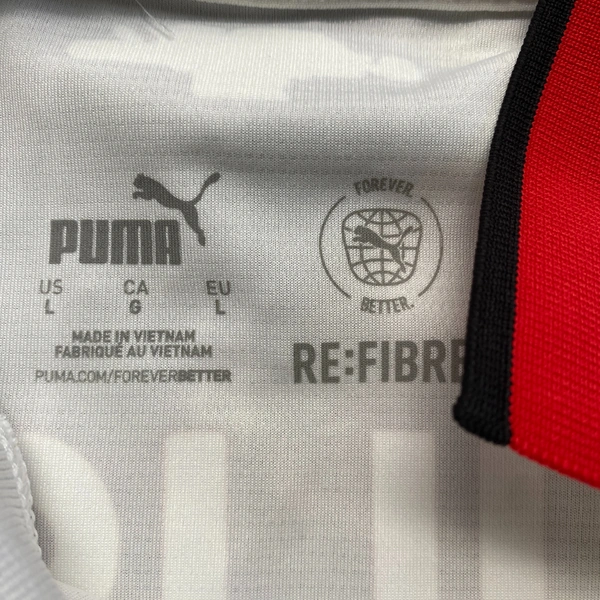 PUMA
US CA EU
L G L
MADE IN VIETNAM
FABRIQUÉ AU VIETNAM
PUMA.COM/FOREVERBETTER
FOREVER.
BETTER.
RE:FIBRE